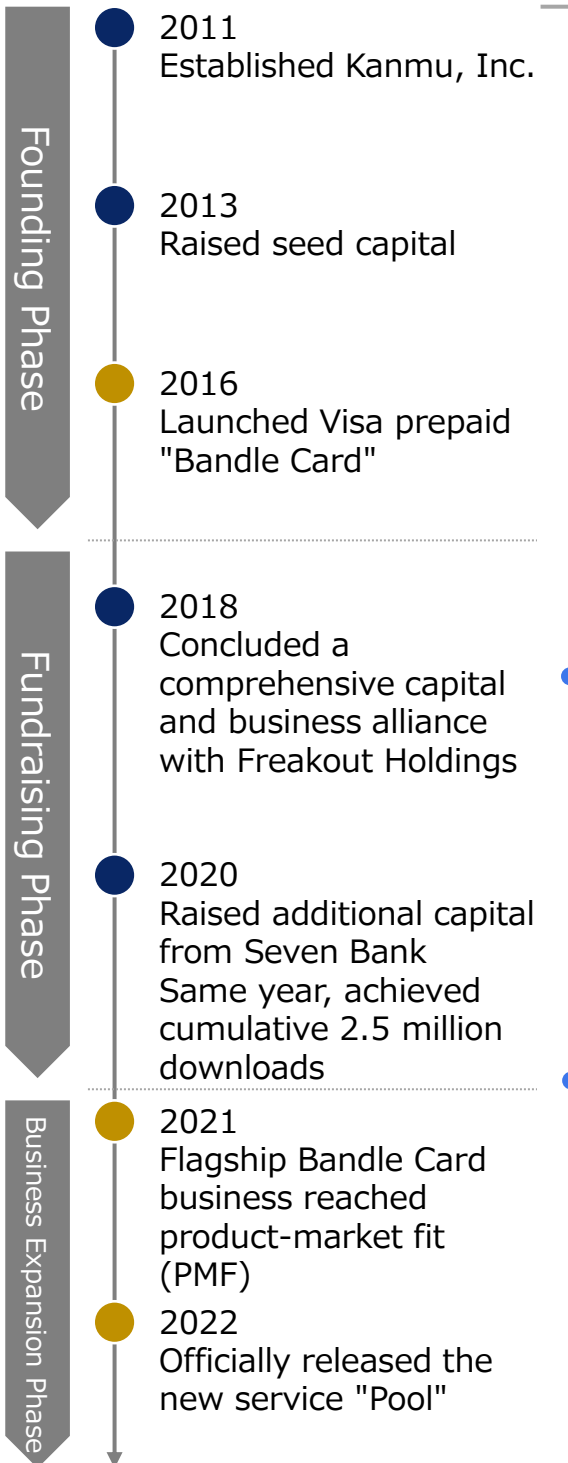 Founding Phase
2011
Established Kanmu, Inc.
2013
Raised seed capital
2016
Launched Visa prepaid
"Bandle Card"
Fundraising Phase
2018
Concluded a
comprehensive capital
and business alliance
with Freakout Holdings
2020
Raised additional capital
from Seven Bank
Same year, achieved
cumulative 2.5 million
downloads
Business Expansion Phase
2021
Flagship Bandle Card
business reached
product-market fit
(PMF)
2022
Officially released the
new service "Pool"